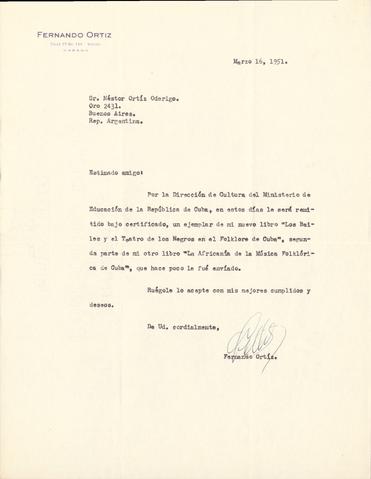 FERNANDO ORTIZ
HABANA
Marzo 16, 1951.
Sr. Néstor Ortíz Oderigo.
Oro 2431.
Buenos Aires.
Rep. Argentina.
Estimado amigo:
Por la Dirección de Cultura del Ministerio de
Educación de la República de Cuba, en estos días le será remi-
tido bajo certificado, un ejemplar de mi nuevo libro "Los Bai-
les y el Teatro de los Negros en el Folklore de Cuba", segun-
da parte de mi otro libro "La Africanía de la Música Folklóri-
ca de Cuba", que hace poco le fué enviado.
Ruégole lo acepte con mis mejores cumplidos y
deseos.
De Ud. cordialmente,
Fernando Ortiz.